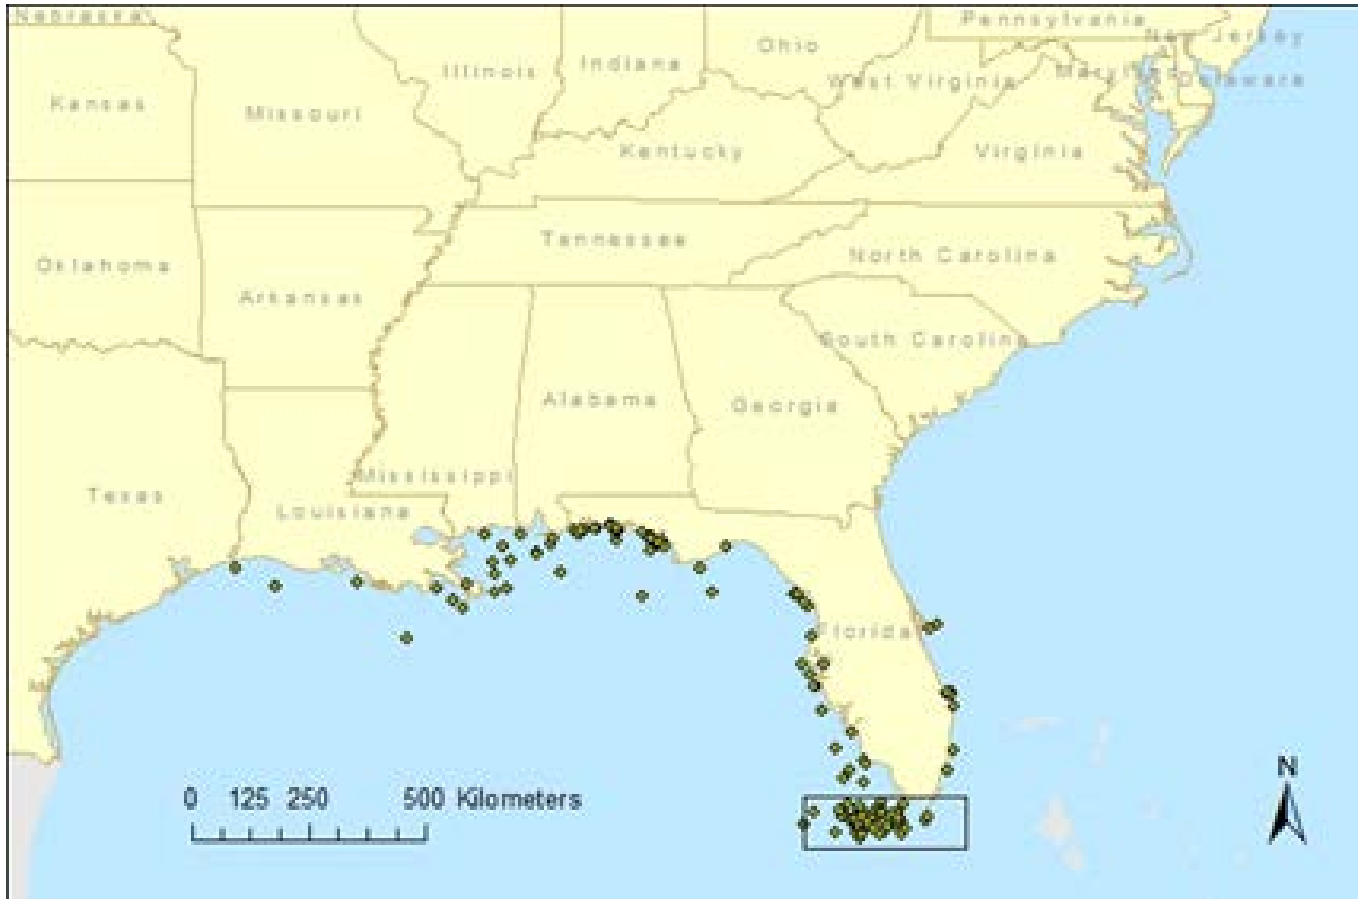 Nebraska
Pennsylvania
New Jersey
Ohio
Illinois
Indiana
West Virginia
Maryland
Delaware
Kansas
Missouri
Kentucky
Virginia
Tennessee
North Carolina
Oklahoma
Arkansas
South Carolina
Alabama
Georgia
Mississippi
Texas
Louisiana
Florida
N
0 125 250 500 Kilometers